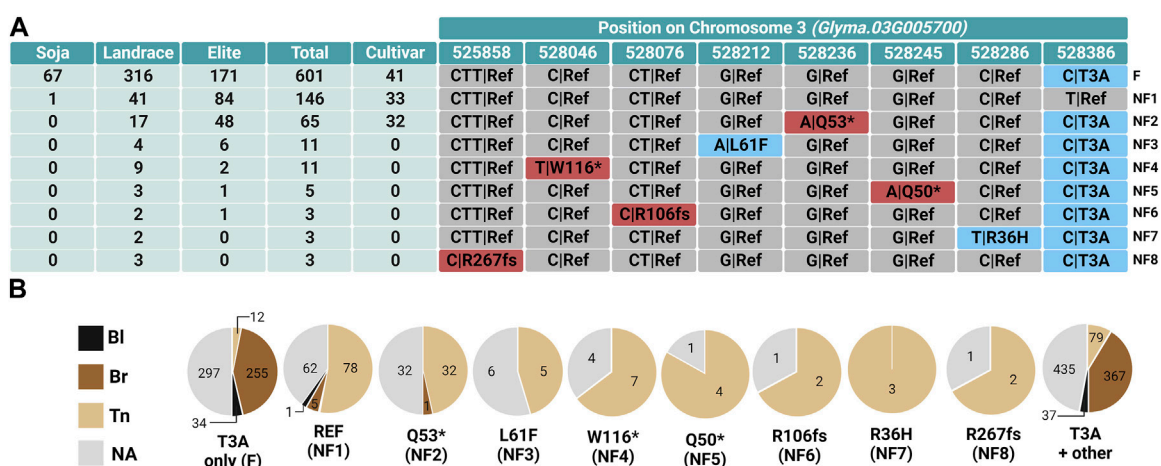 A
Position on Chromosome 3 (Glyma.03G005700)
Soja Landrace Elite Total Cultivar 525858 528046 528076 528212 528236 528245 528286 528386
67 316 171 601 41 CTT|Ref C|Ref CT|Ref G|Ref G|Ref G|Ref C|Ref C|T3A F
1 41 84 146 33 CTT|Ref C|Ref CT|Ref G|Ref G|Ref G|Ref C|Ref T|Ref NF1
0 17 48 65 32 CTT|Ref C|Ref CT|Ref G|Ref A|Q53* G|Ref C|Ref C|T3A NF2
0 4 6 11 0 CTT|Ref C|Ref CT|Ref A|L61F G|Ref G|Ref C|Ref C|T3A NF3
0 9 2 11 0 CTT|Ref T|W116* CT|Ref G|Ref G|Ref G|Ref C|Ref C|T3A NF4
0 3 1 5 0 CTT|Ref C|Ref CT|Ref G|Ref G|Ref A|Q50* C|Ref C|T3A NF5
0 2 1 3 0 CTT|Ref C|Ref C|R106fs G|Ref G|Ref G|Ref C|Ref C|T3A NF6
0 2 0 3 0 CTT|Ref C|Ref CT|Ref G|Ref G|Ref G|Ref T|R36H C|T3A NF7
0 3 0 3 0 C|R267fs C|Ref CT|Ref G|Ref G|Ref G|Ref C|Ref C|T3A NF8
B
Bl
Br
Tn
NA
12
297 255
34
T3A
only (F)
62 78
1 5
REF
(NF1)
32 32
1
Q53*
(NF2)
6 5
L61F
(NF3)
4 7
W116*
(NF4)
1
4
Q50*
(NF5)
1
2
R106fs
(NF6)
3
R36H
(NF7)
1
2
R267fs
(NF8)
79
435 367
37
T3A
+ other